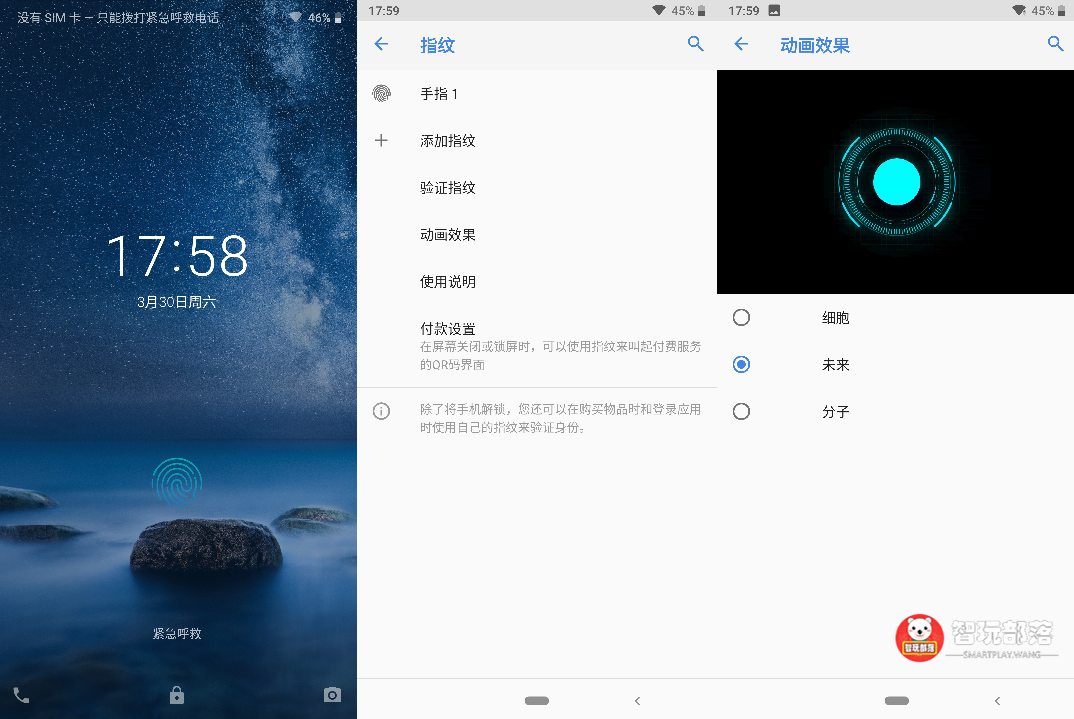 没有 SIM 卡 – 只能拨打紧急呼救电话
46%
17:58
3月30日周六
紧急呼救
17:59
45%
指纹
手指 1
添加指纹
验证指纹
动画效果
使用说明
付款设置
在屏幕关闭或锁屏时，可以使用指纹来叫起付费服务
的QR码界面
除了将手机解锁，您还可以在购买物品时和登录应用
时使用自己的指纹来验证身份。
17:59
45%
动画效果
细胞
未来
分子
智玩部落
智玩部落
SMARTPLAY.WANG